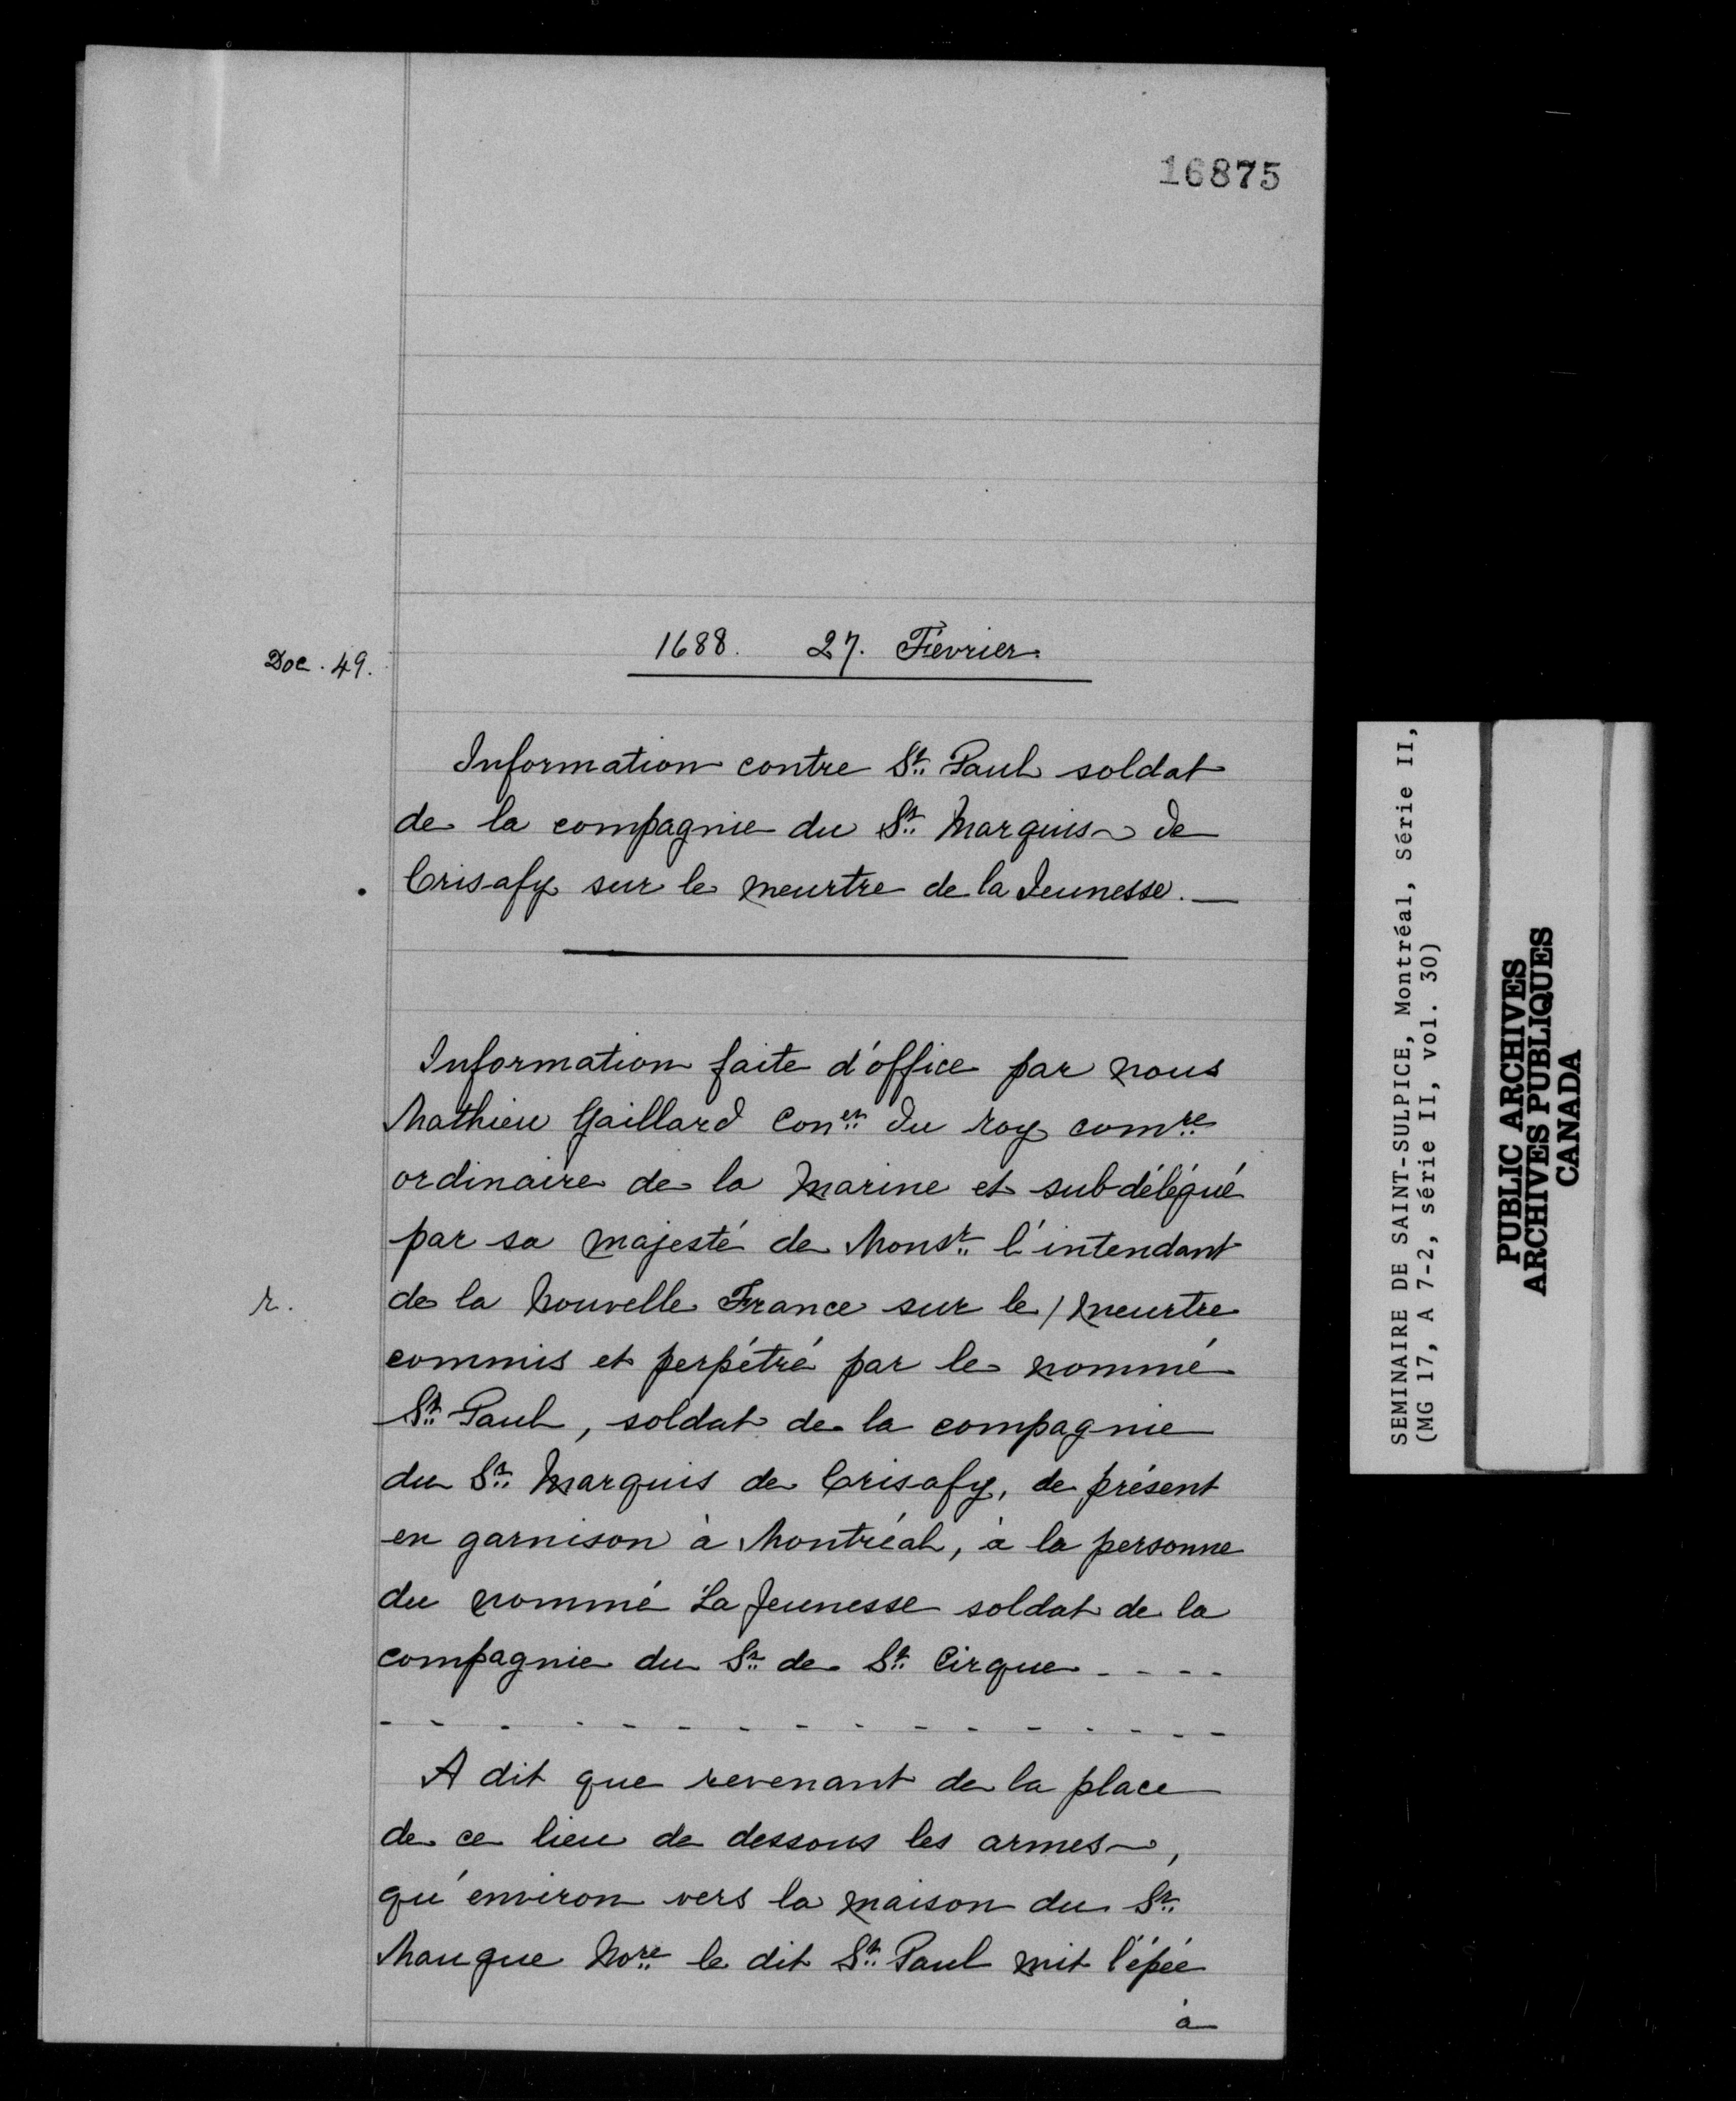 16875
Doc. 49.
1688. 27. Février.
Information contre St. Paul soldat
de la compagnie du Sr. Marquis de
Crisafy sur le meurtre de la Jeunesse.
Information faite d'office par nous
Mathieu Gaillard Coner. du roy comre.
ordinaire de la Marine et subdélégué
par sa majesté de Monsr. l'intendant
r.
de la Nouvelle France sur le / meurtre
commis et perpétré par le nommé
St. Paul, soldat de la compagnie
du Sr. Marquis de Crisafy, de présent
en garnison à Montréal, à la personne
du nommé La Jeunesse soldat de la
compagnie du Sr. de St. Cirque - - - -
- - - - - - - - - - - - - - - -
A dit que revenant de la place
de ce lieu de dessous les armes,
qu'environ vers la maison du Sr.
Maugue Nore. le dit St. Paul mit l'épée
à
SEMINAIRE DE SAINT-SULPICE, Montréal, Série II,
(MG 17, A 7-2, série II, vol. 30)
PUBLIC ARCHIVES
ARCHIVES PUBLIQUES
CANADA